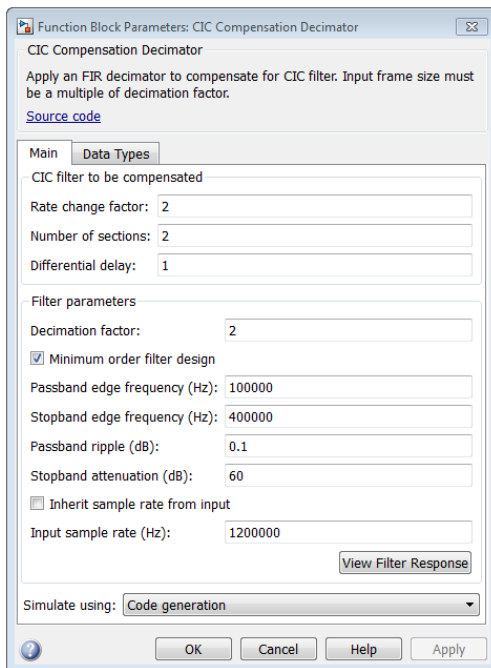 Function Block Parameters: CIC Compensation Decimator
CIC Compensation Decimator
Apply an FIR decimator to compensate for CIC filter. Input frame size must
be a multiple of decimation factor.
Source code
Main Data Types
CIC filter to be compensated
Rate change factor: 2
Number of sections: 2
Differential delay: 1
Filter parameters
Decimation factor: 2
Minimum order filter design
Passband edge frequency (Hz): 100000
Stopband edge frequency (Hz): 400000
Passband ripple (dB): 0.1
Stopband attenuation (dB): 60
Inherit sample rate from input
Input sample rate (Hz): 1200000
View Filter Response
Simulate using: Code generation
? OK Cancel Help Apply